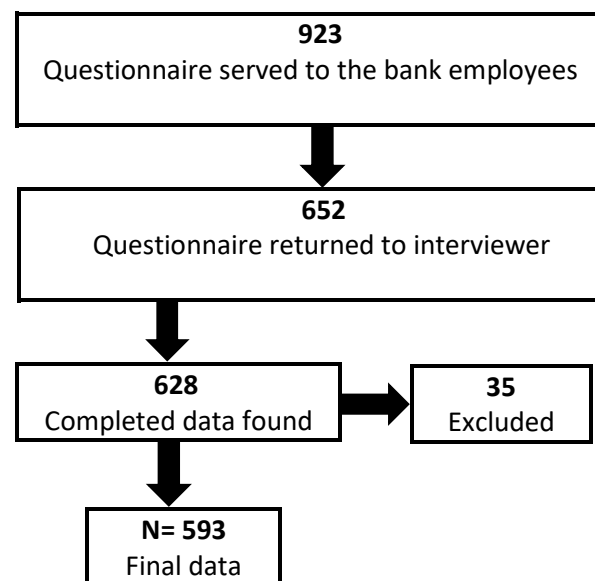 923
Questionnaire served to the bank employees
652
Questionnaire returned to interviewer
628
Completed data found
35
Excluded
N= 593
Final data